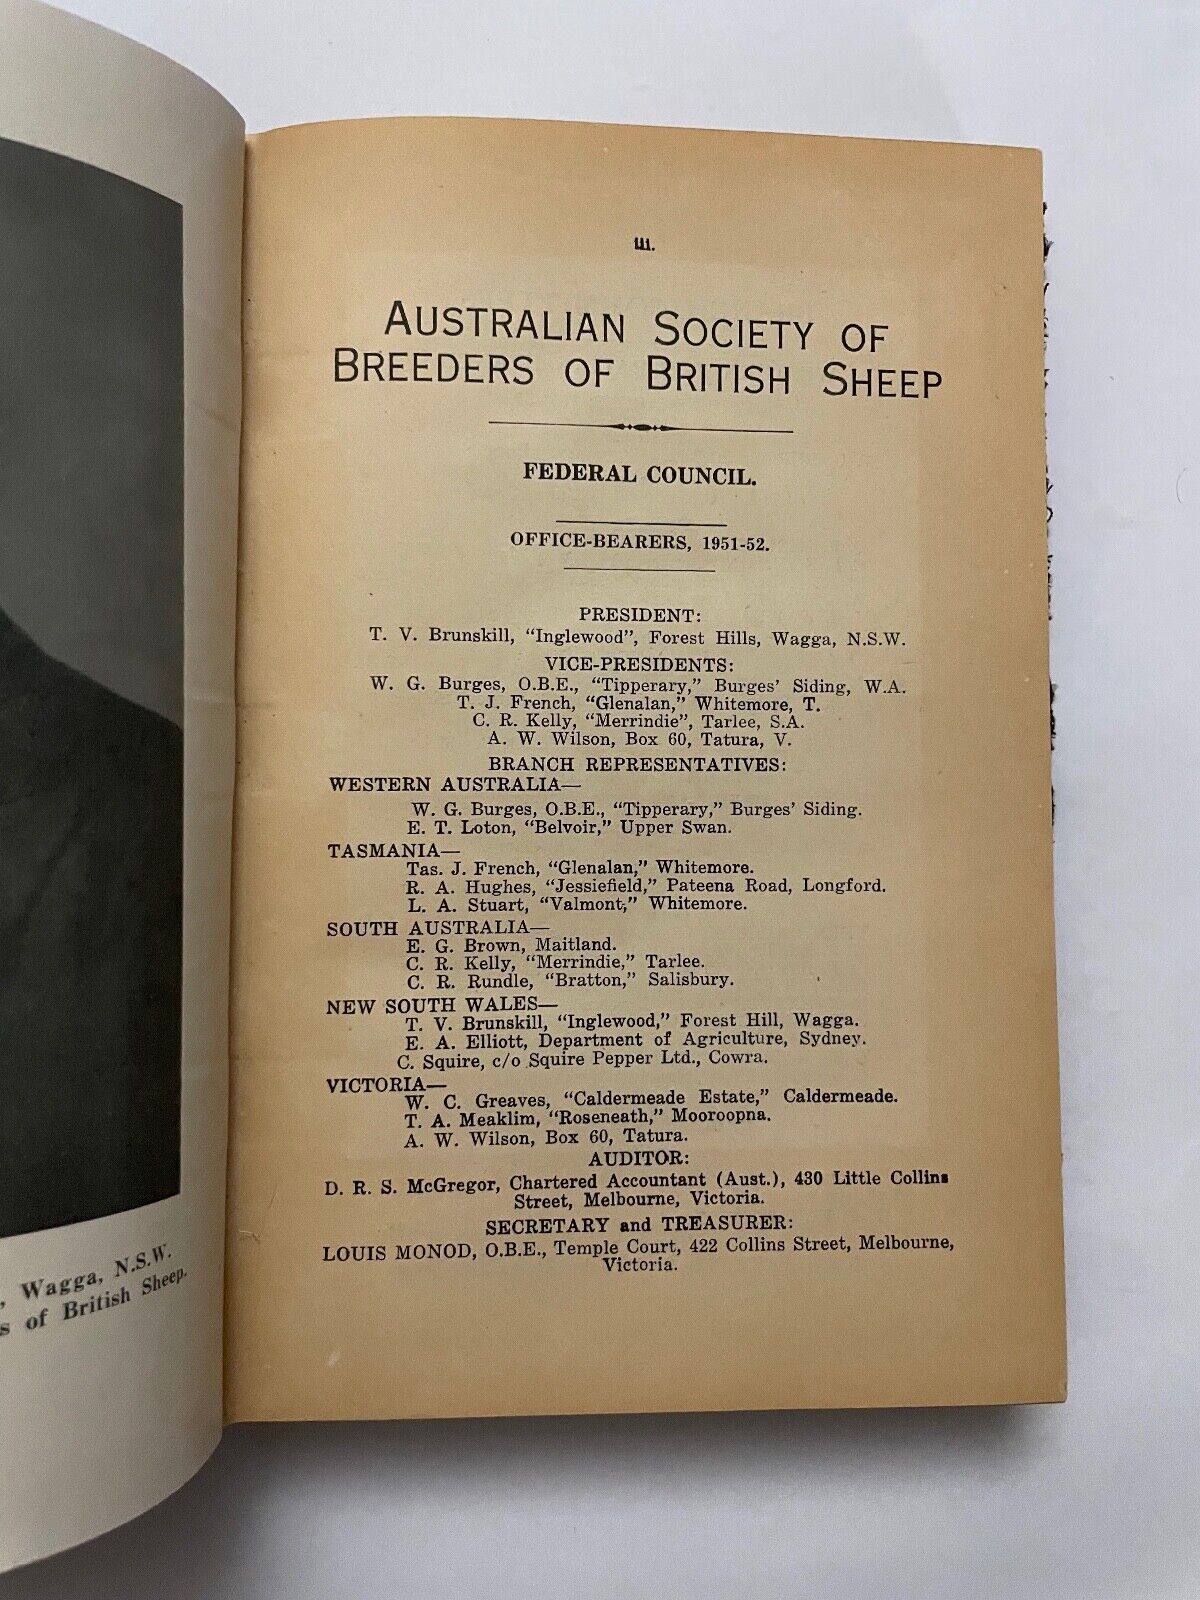 , Wagga, N.S.W.
s of British Sheep.
iii.
AUSTRALIAN SOCIETY OF
BREEDERS OF BRITISH SHEEP
FEDERAL COUNCIL.
OFFICE-BEARERS, 1951-52.
PRESIDENT:
T. V. Brunskill, "Inglewood", Forest Hills, Wagga, N.S.W.
VICE-PRESIDENTS:
W. G. Burges, O.B.E., "Tipperary," Burges' Siding, W.A.
T. J. French, "Glenalan," Whitemore, T.
C. R. Kelly, "Merrindie", Tarlee, S.A.
A. W. Wilson, Box 60, Tatura, V.
BRANCH REPRESENTATIVES:
WESTERN AUSTRALIA—
W. G. Burges, O.B.E., "Tipperary," Burges' Siding.
E. T. Loton, "Belvoir," Upper Swan.
TASMANIA—
Tas. J. French, "Glenalan," Whitemore.
R. A. Hughes, "Jessiefield," Pateena Road, Longford.
L. A. Stuart, "Valmont," Whitemore.
SOUTH AUSTRALIA—
E. G. Brown, Maitland.
C. R. Kelly, "Merrindie," Tarlee.
C. R. Rundle, "Bratton," Salisbury.
NEW SOUTH WALES—
T. V. Brunskill, "Inglewood," Forest Hill, Wagga.
E. A. Elliott, Department of Agriculture, Sydney.
C. Squire, c/o Squire Pepper Ltd., Cowra.
VICTORIA—
W. C. Greaves, "Caldermeade Estate," Caldermeade.
T. A. Meaklim, "Roseneath," Mooroopna.
A. W. Wilson, Box 60, Tatura.
AUDITOR:
D. R. S. McGregor, Chartered Accountant (Aust.), 430 Little Collins
Street, Melbourne, Victoria.
SECRETARY and TREASURER:
LOUIS MONOD, O.B.E., Temple Court, 422 Collins Street, Melbourne,
Victoria.